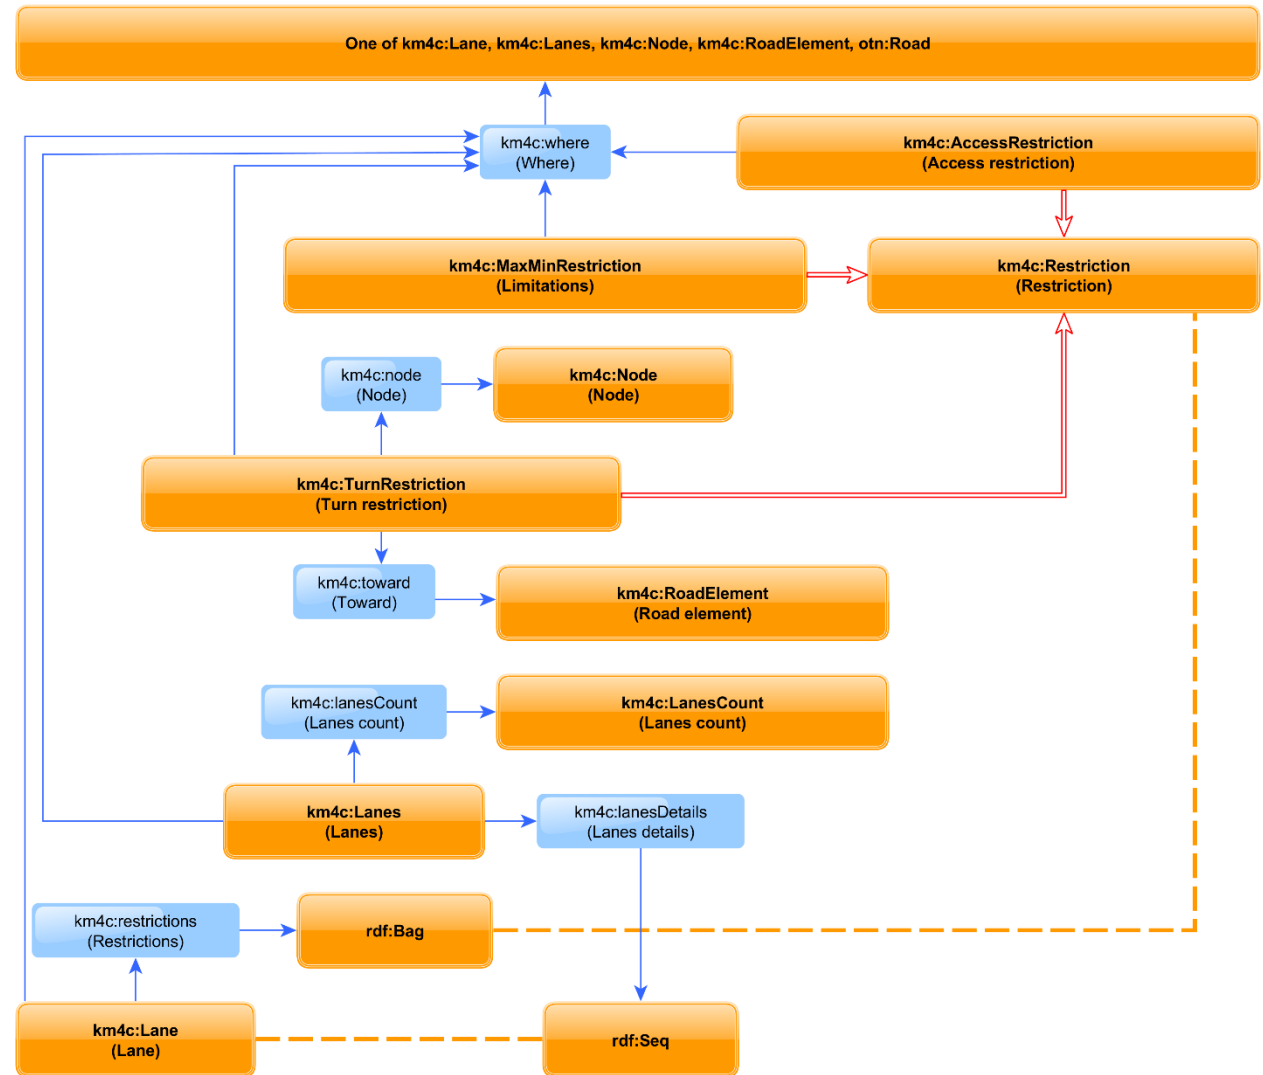 One of km4c:Lane, km4c:Lanes, km4c:Node, km4c:RoadElement, otn:Road
km4c:where
(Where)
km4c:AccessRestriction
(Access restriction)
km4c:MaxMinRestriction
(Limitations)
km4c:Restriction
(Restriction)
km4c:node
(Node)
km4c:Node
(Node)
km4c:TurnRestriction
(Turn restriction)
km4c:toward
(Toward)
km4c:RoadElement
(Road element)
km4c:lanesCount
(Lanes count)
km4c:LanesCount
(Lanes count)
km4c:Lanes
(Lanes)
km4c:lanesDetails
(Lanes details)
km4c:restrictions
(Restrictions)
rdf:Bag
km4c:Lane
(Lane)
rdf:Seq